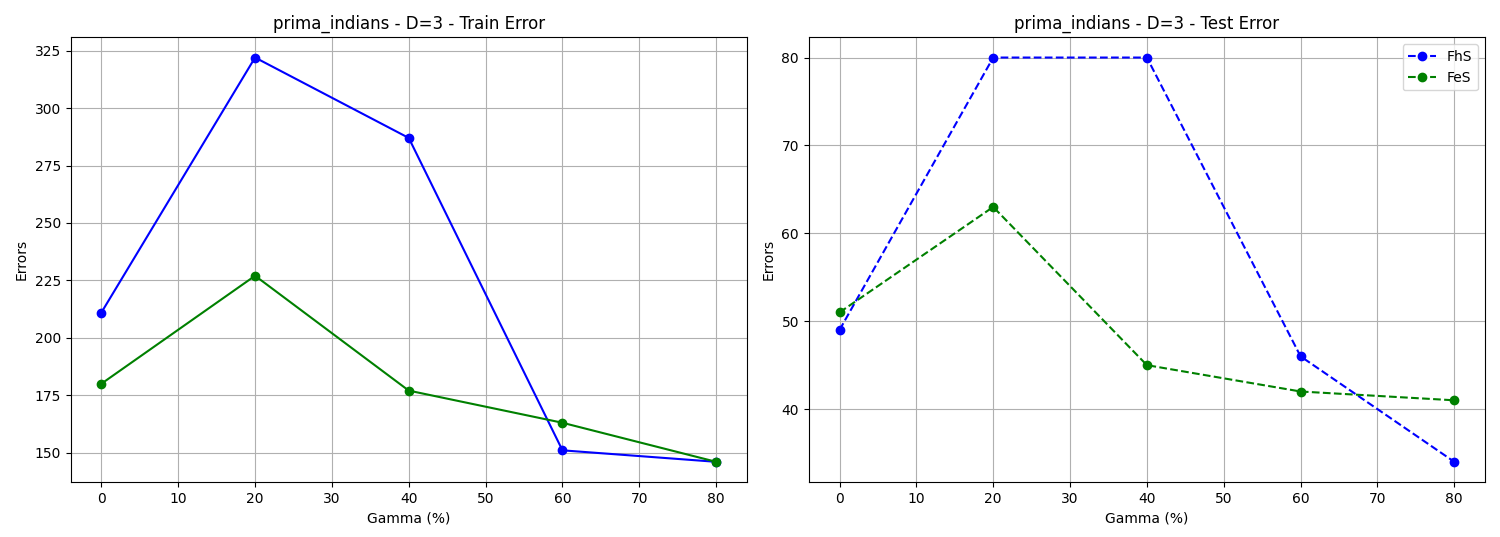 prima_indians - D=3 - Train Error
325
300
275
250
225
200
175
150
Errors
0 10 20 30 40 50 60 70 80
Gamma (%)
prima_indians - D=3 - Test Error
80
70
60
50
40
Errors
0 10 20 30 40 50 60 70 80
Gamma (%)
FhS
FeS